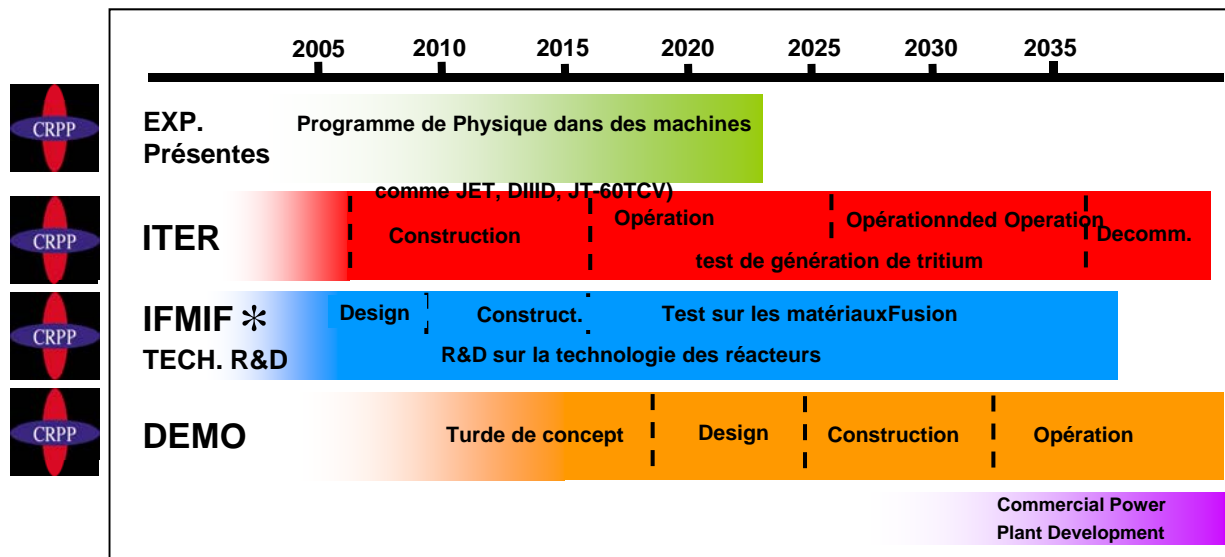 2005 2010 2015 2020 2025 2030 2035
CRPP
EXP.
Présentes
Programme de Physique dans des machines
comme JET, DIIID, JT-60TCV)
CRPP
ITER
Construction
Opération
Opérationnded Operation
Decomm.
test de génération de tritium
CRPP
IFMIF *
TECH. R&D
Design
Construct.
Test sur les matériauxFusion
R&D sur la technologie des réacteurs
CRPP
DEMO
Turde de concept
Design
Construction
Opération
Commercial Power
Plant Development